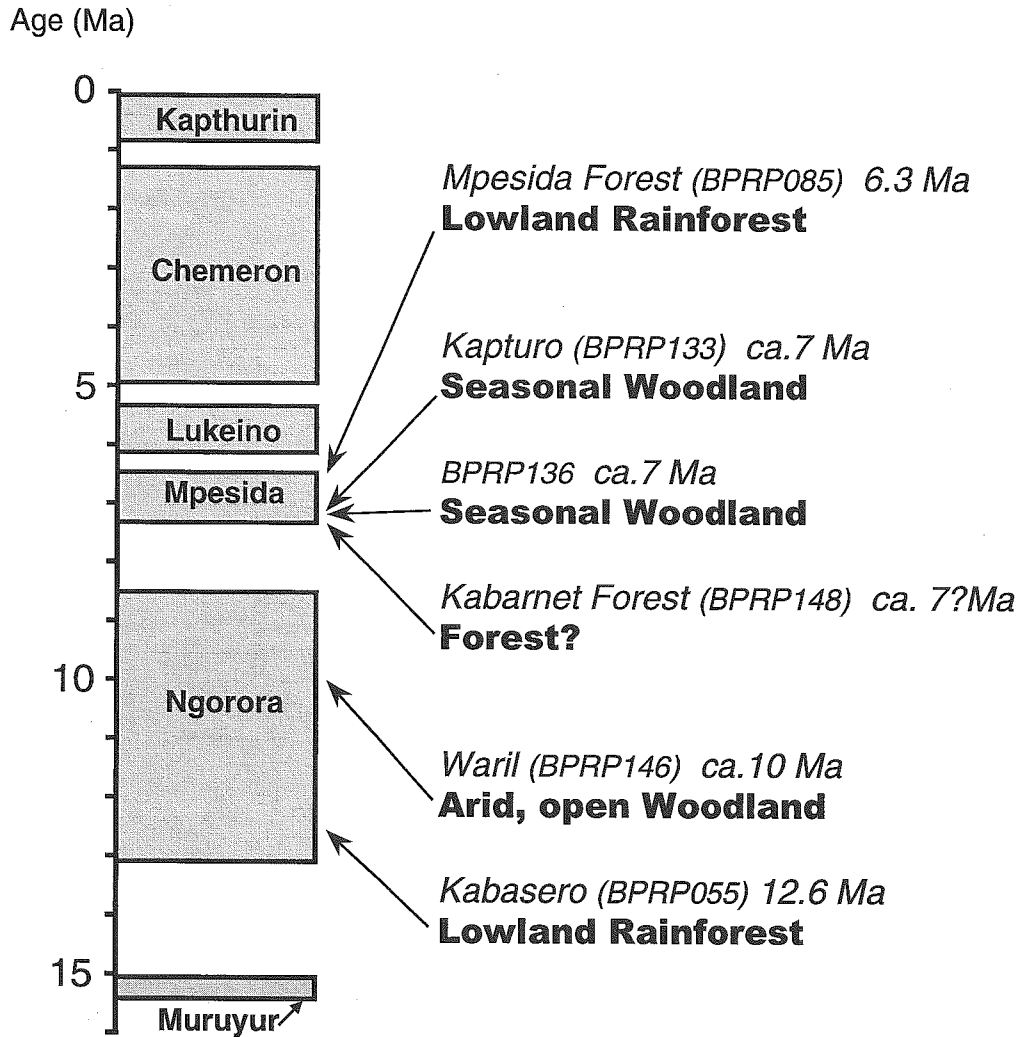 Age (Ma)
0
Kapthurin
Mpesida Forest (BPRP085) 6.3 Ma
Lowland Rainforest
Chemeron
Kapturo (BPRP133) ca.7 Ma
Seasonal Woodland
5
Lukeino
BPRP136 ca.7 Ma
Seasonal Woodland
Mpesida
Kabarnet Forest (BPRP148) ca. 7?Ma
Forest?
10
Ngorora
Waril (BPRP146) ca.10 Ma
Arid, open Woodland
Kabasero (BPRP055) 12.6 Ma
Lowland Rainforest
15
Muruyur